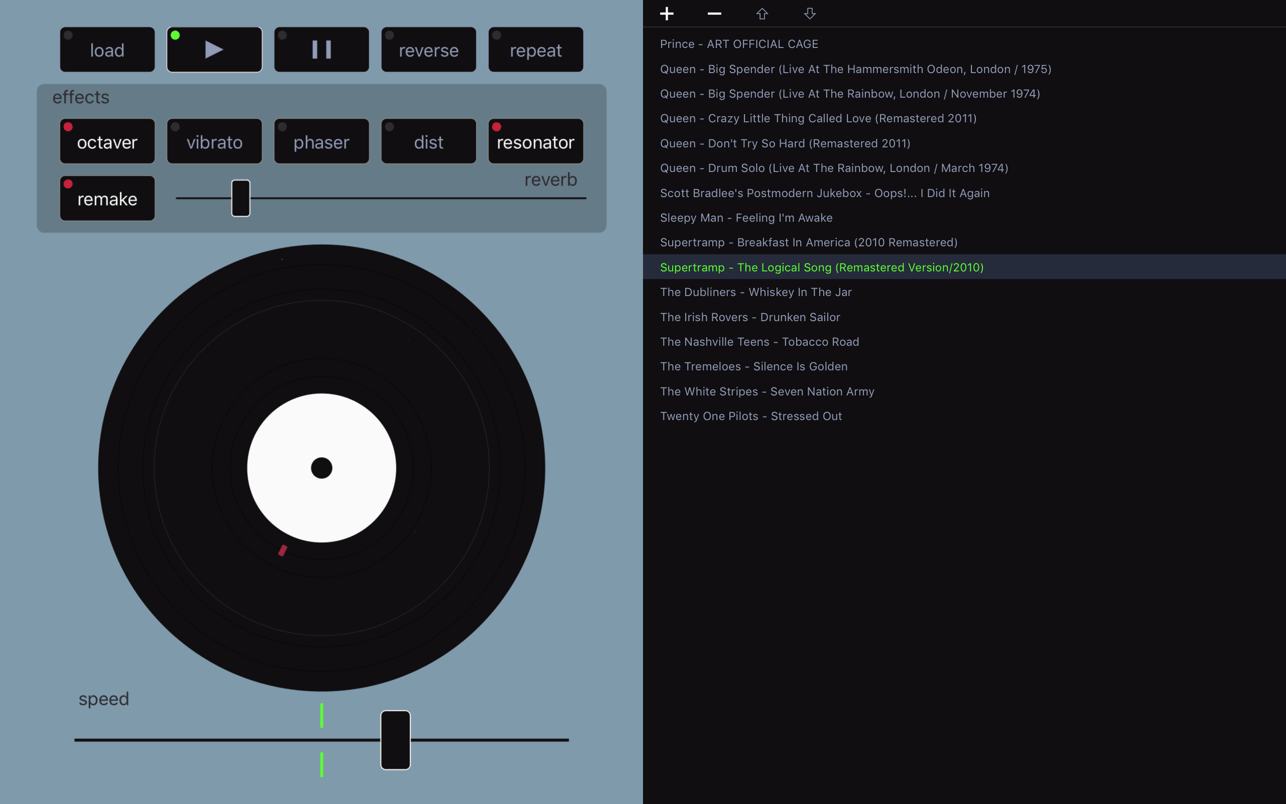 load
reverse
repeat
effects
octaver
vibrato
phaser
dist
resonator
remake
reverb
speed
Prince - ART OFFICIAL CAGE
Queen - Big Spender (Live At The Hammersmith Odeon, London / 1975)
Queen - Big Spender (Live At The Rainbow, London / November 1974)
Queen - Crazy Little Thing Called Love (Remastered 2011)
Queen - Don't Try So Hard (Remastered 2011)
Queen - Drum Solo (Live At The Rainbow, London / March 1974)
Scott Bradlee's Postmodern Jukebox - Oops!... I Did It Again
Sleepy Man - Feeling I'm Awake
Supertramp - Breakfast In America (2010 Remastered)
Supertramp - The Logical Song (Remastered Version/2010)
The Dubliners - Whiskey In The Jar
The Irish Rovers - Drunken Sailor
The Nashville Teens - Tobacco Road
The Tremeloes - Silence Is Golden
The White Stripes - Seven Nation Army
Twenty One Pilots - Stressed Out